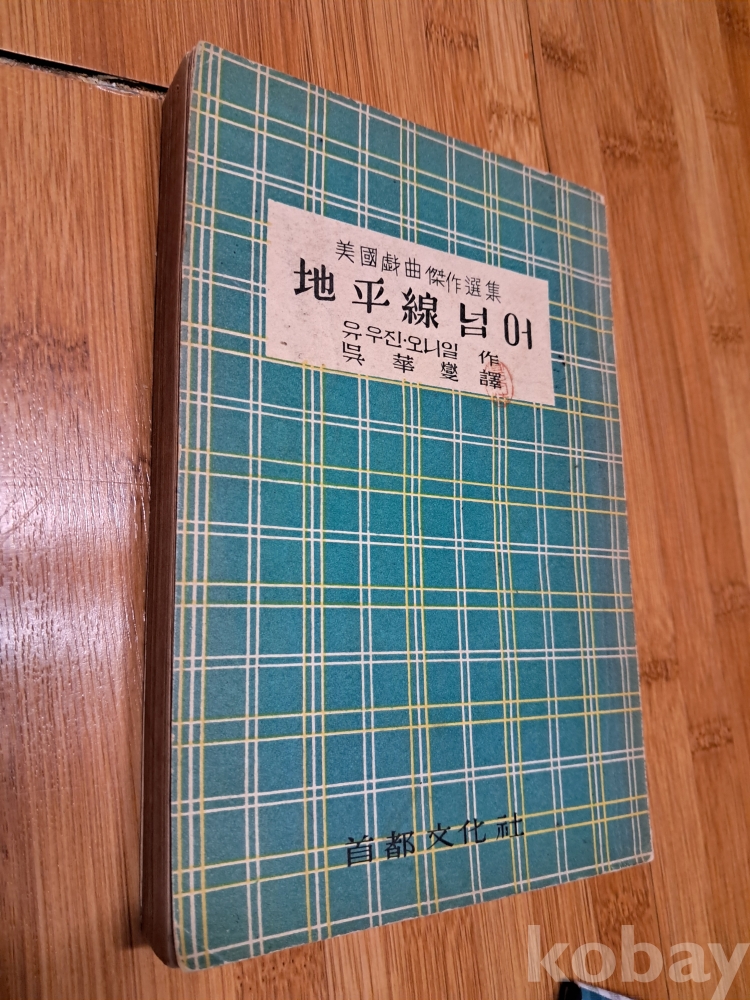 美國戱曲傑作選集
地平線넘어
유우진·오니일 作
吳華燮 譯
首都文化社
kobay